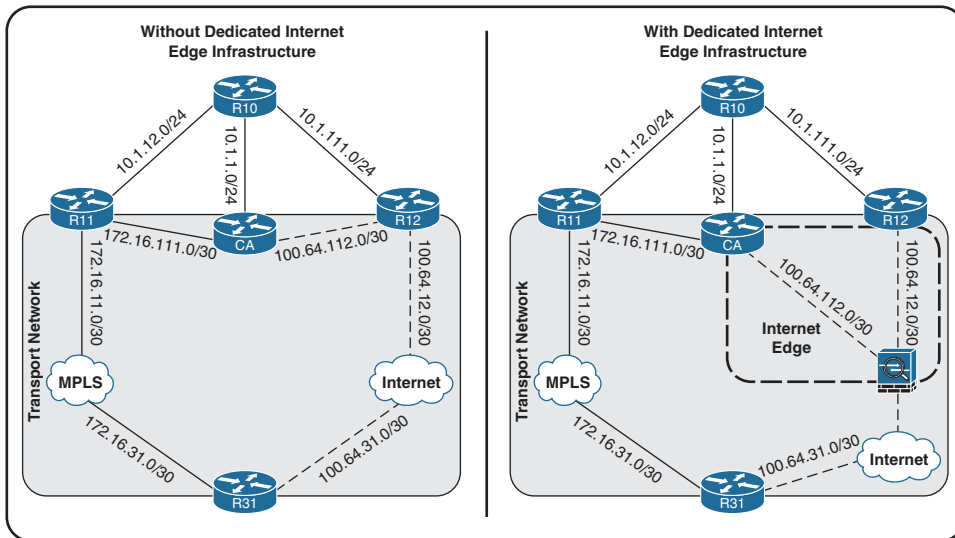 Without Dedicated Internet
Edge Infrastructure
R10
10.1.12.0/24
10.1.1.0/24
10.1.111.0/24
R11
CA
R12
172.16.111.0/30
100.64.112.0/30
172.16.11.0/30
100.64.12.0/30
Transport Network
MPLS
Internet
172.16.31.0/30
100.64.31.0/30
R31
With Dedicated Internet
Edge Infrastructure
R10
10.1.12.0/24
10.1.1.0/24
10.1.111.0/24
R11
CA
R12
172.16.111.0/30
100.64.112.0/30
172.16.11.0/30
100.64.12.0/30
Internet
Edge
Transport Network
MPLS
Internet
172.16.31.0/30
100.64.31.0/30
R31